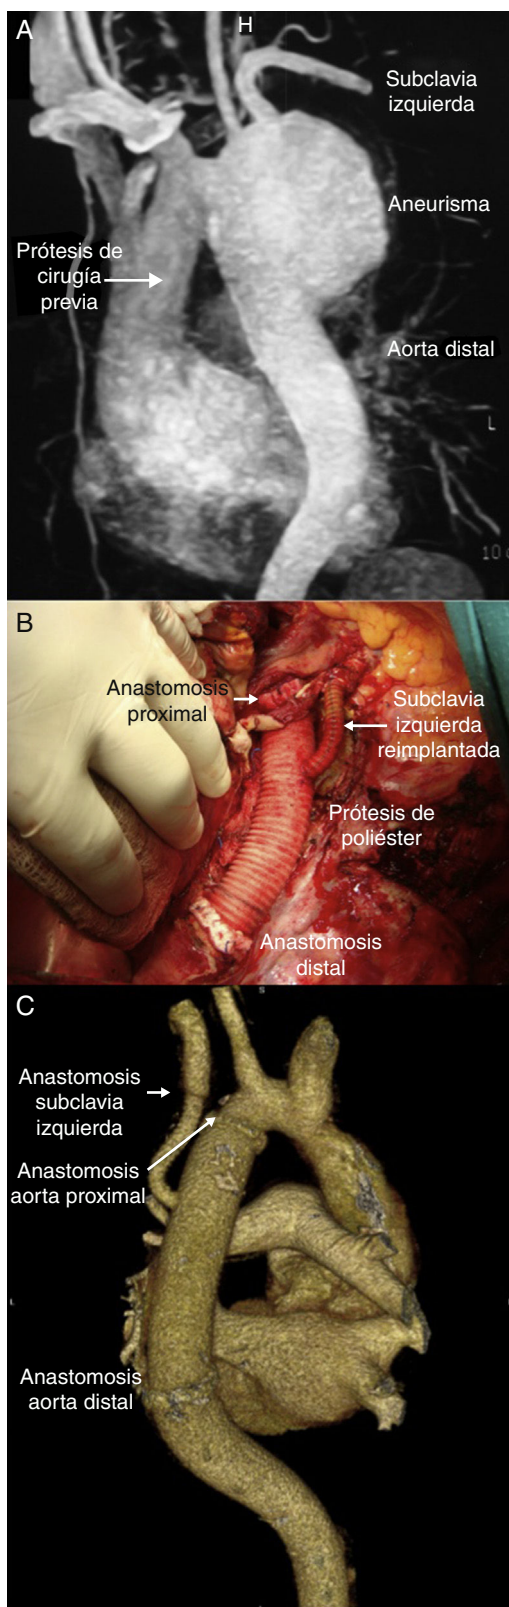 A
H
Subclavia
izquierda
Aneurisma
Prótesis de
cirugía
previa
Aorta distal
L
10
B
Anastomosis
proximal
Subclavia
izquierda
reimplantada
Prótesis de
poliéster
Anastomosis
distal
S
C
Anastomosis
subclavia
izquierda
Anastomosis
aorta proximal
Anastomosis
aorta distal